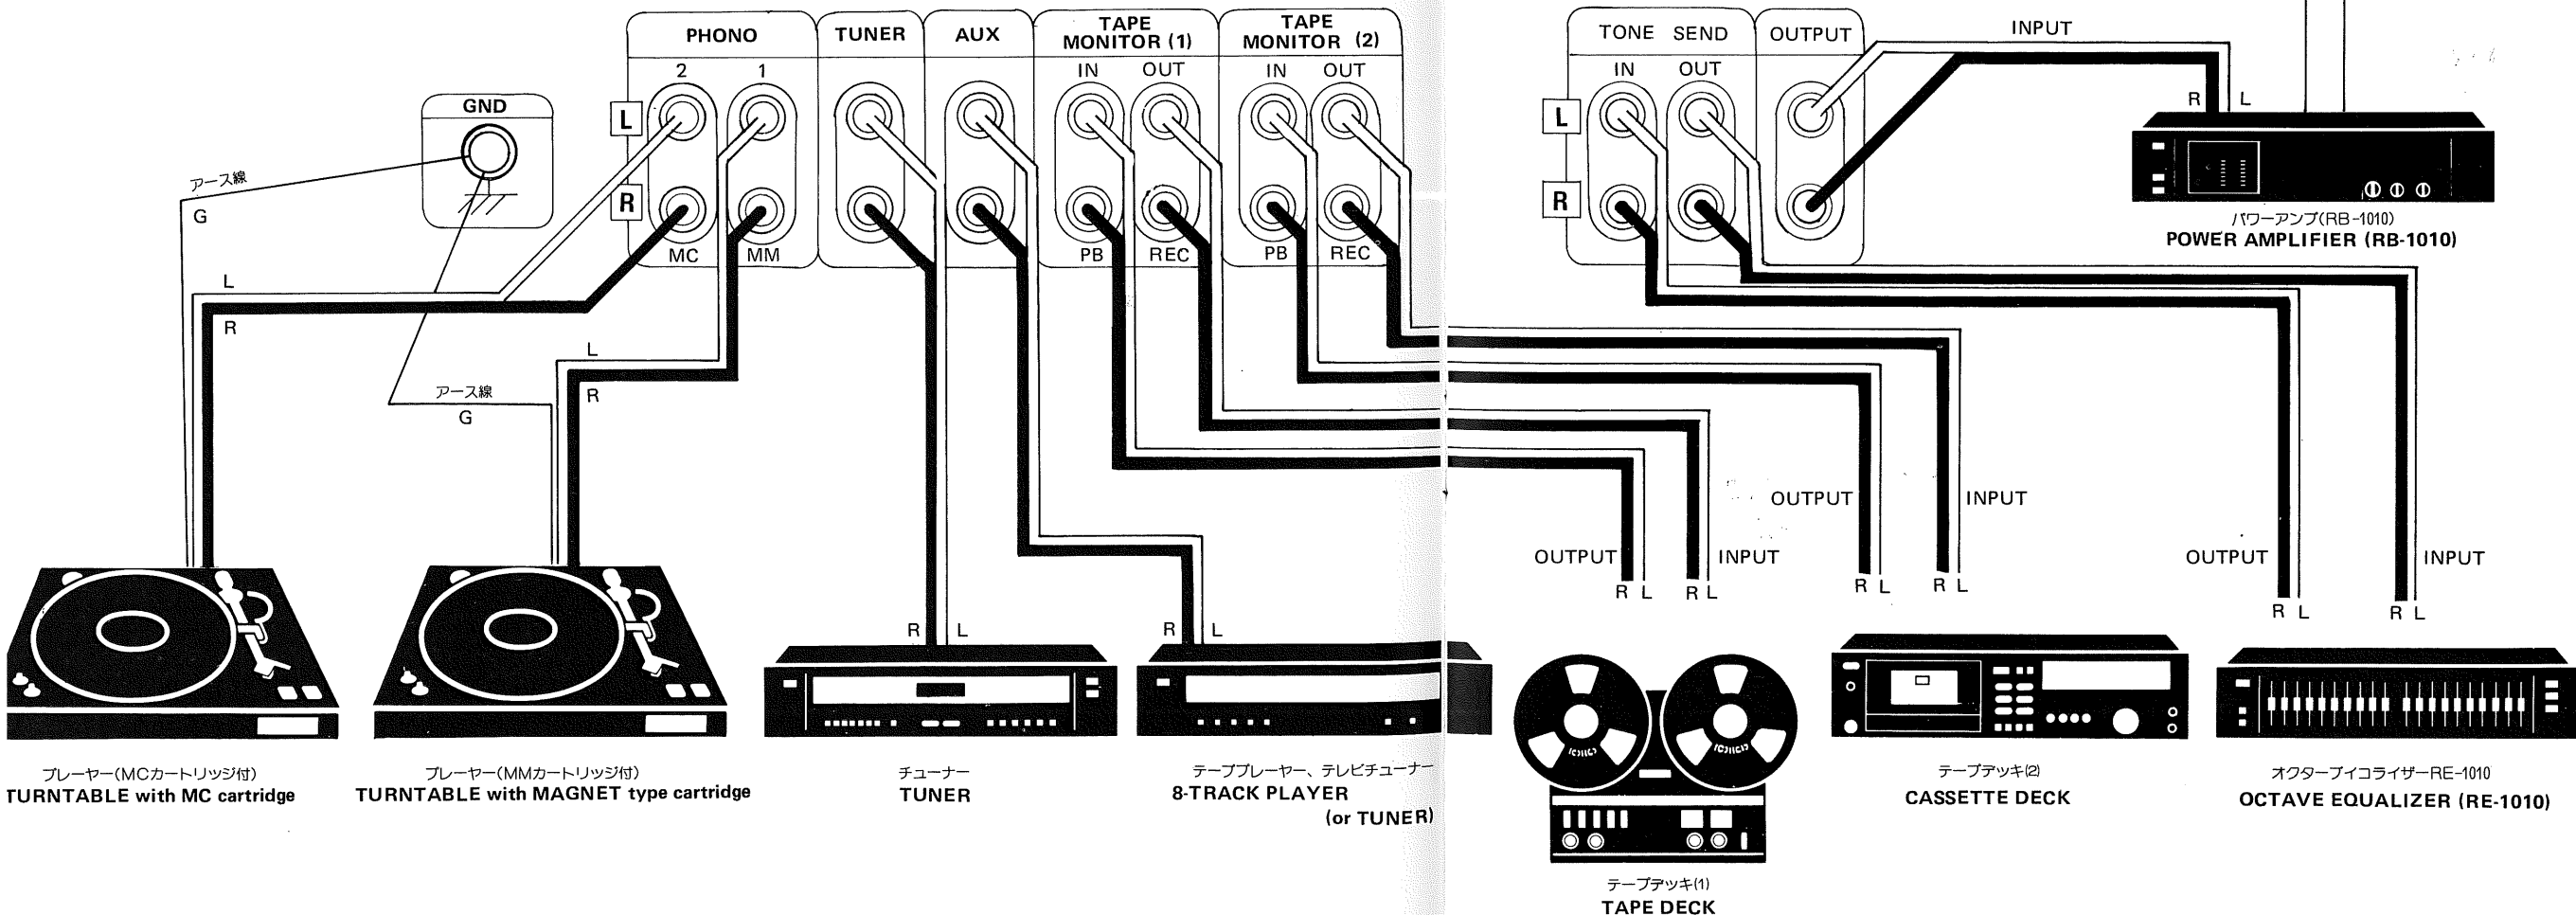 PHONO
TUNER
AUX
TAPE
MONITOR (1)
TAPE
MONITOR (2)
2
1
IN
OUT
IN
OUT
GND
L
R
MC
MM
PB
REC
PB
REC
アース線
G
L
R
アース線
G
L
R
TONE SEND
OUTPUT
IN
OUT
L
R
INPUT
R
L
パワーアンプ(RB-1010)
POWER AMPLIFIER (RB-1010)
R
L
R
L
OUTPUT
INPUT
R L
R L
OUTPUT
INPUT
R L
R L
OUTPUT
INPUT
R L
R L
プレーヤー(MCカートリッジ付)
TURNTABLE with MC cartridge
プレーヤー(MMカートリッジ付)
TURNTABLE with MAGNET type cartridge
チューナー
TUNER
テーププレーヤー、テレビチューナー
8-TRACK PLAYER
(or TUNER)
テープデッキ(1)
TAPE DECK
テープデッキ(2)
CASSETTE DECK
オクターブイコライザーRE-1010
OCTAVE EQUALIZER (RE-1010)